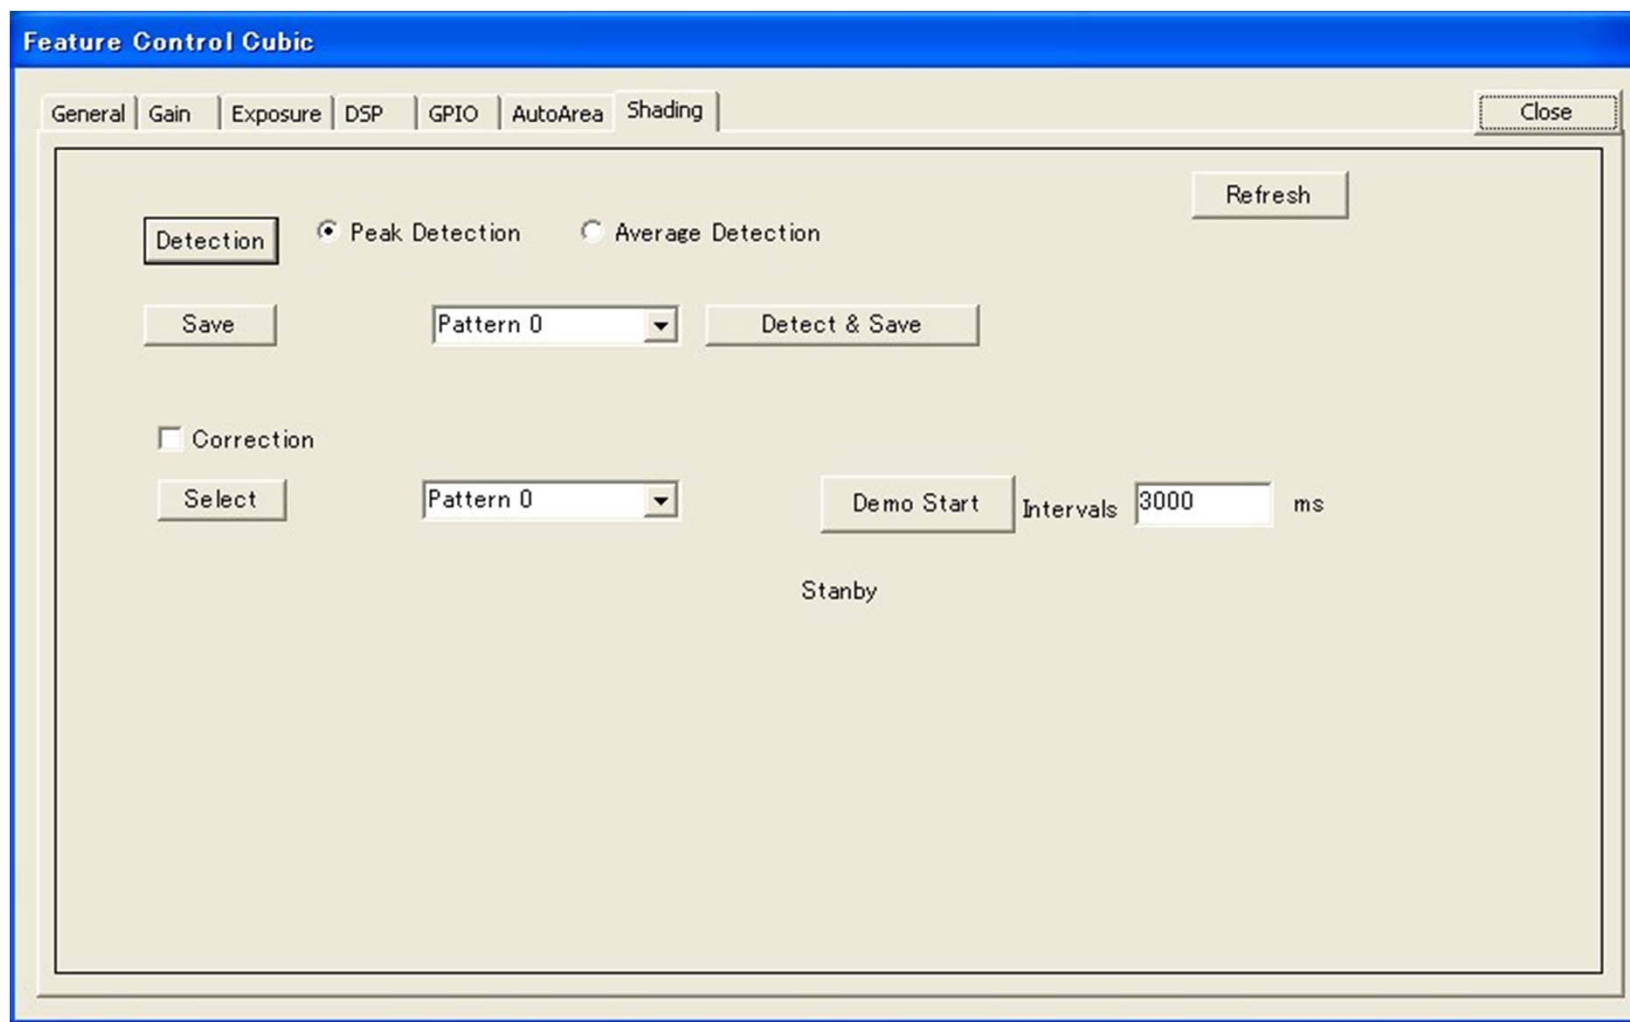 Feature Control Cubic
General Gain Exposure DSP GPIO AutoArea Shading Close
Refresh
Detection Peak Detection Average Detection
Save Pattern 0 Detect & Save
Correction
Select Pattern 0 Demo Start Intervals 3000 ms
Stanby